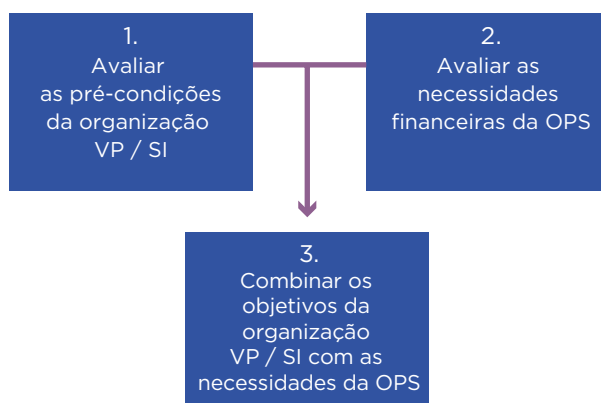 1.
Avaliar
as pré-condições
da organização
VP / SI
2.
Avaliar as
necessidades
financeiras da OPS
3.
Combinar os
objetivos da
organização
VP / SI com as
necessidades da OPS